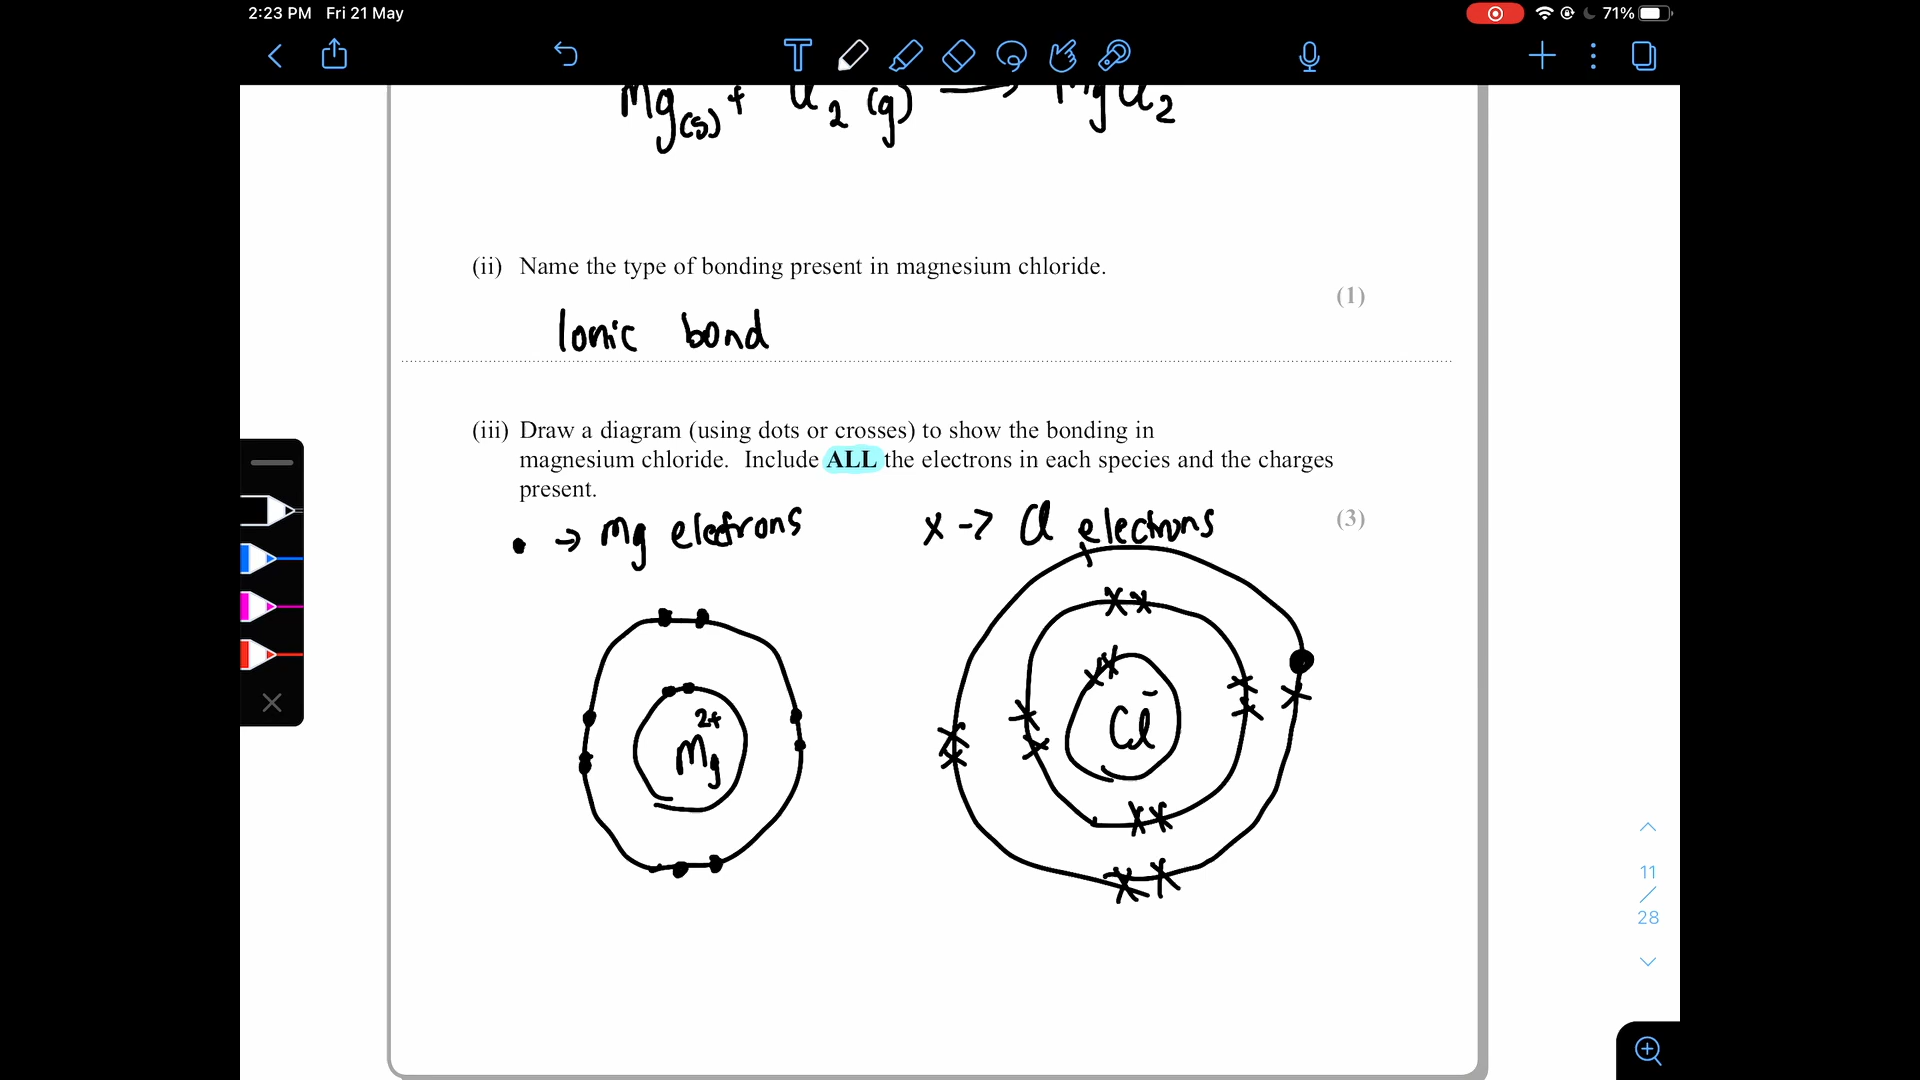 2:23 PM Fri 21 May
71%
T
Mg(s) + Cl2 (g) → MgCl2
(ii) Name the type of bonding present in magnesium chloride.
(1)
Ionic bond
(iii) Draw a diagram (using dots or crosses) to show the bonding in
magnesium chloride. Include ALL the electrons in each species and the charges
present.
(3)
• → Mg electrons x → Cl electrons
2+
Mg
Cl-
11
/
28